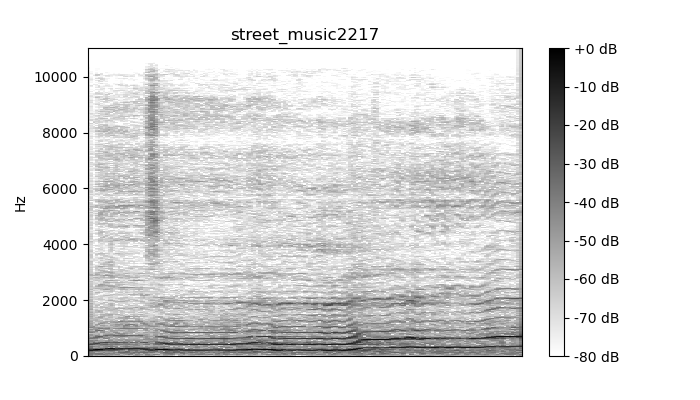 street_music2217
Hz
10000
8000
6000
4000
2000
0
+0 dB
-10 dB
-20 dB
-30 dB
-40 dB
-50 dB
-60 dB
-70 dB
-80 dB